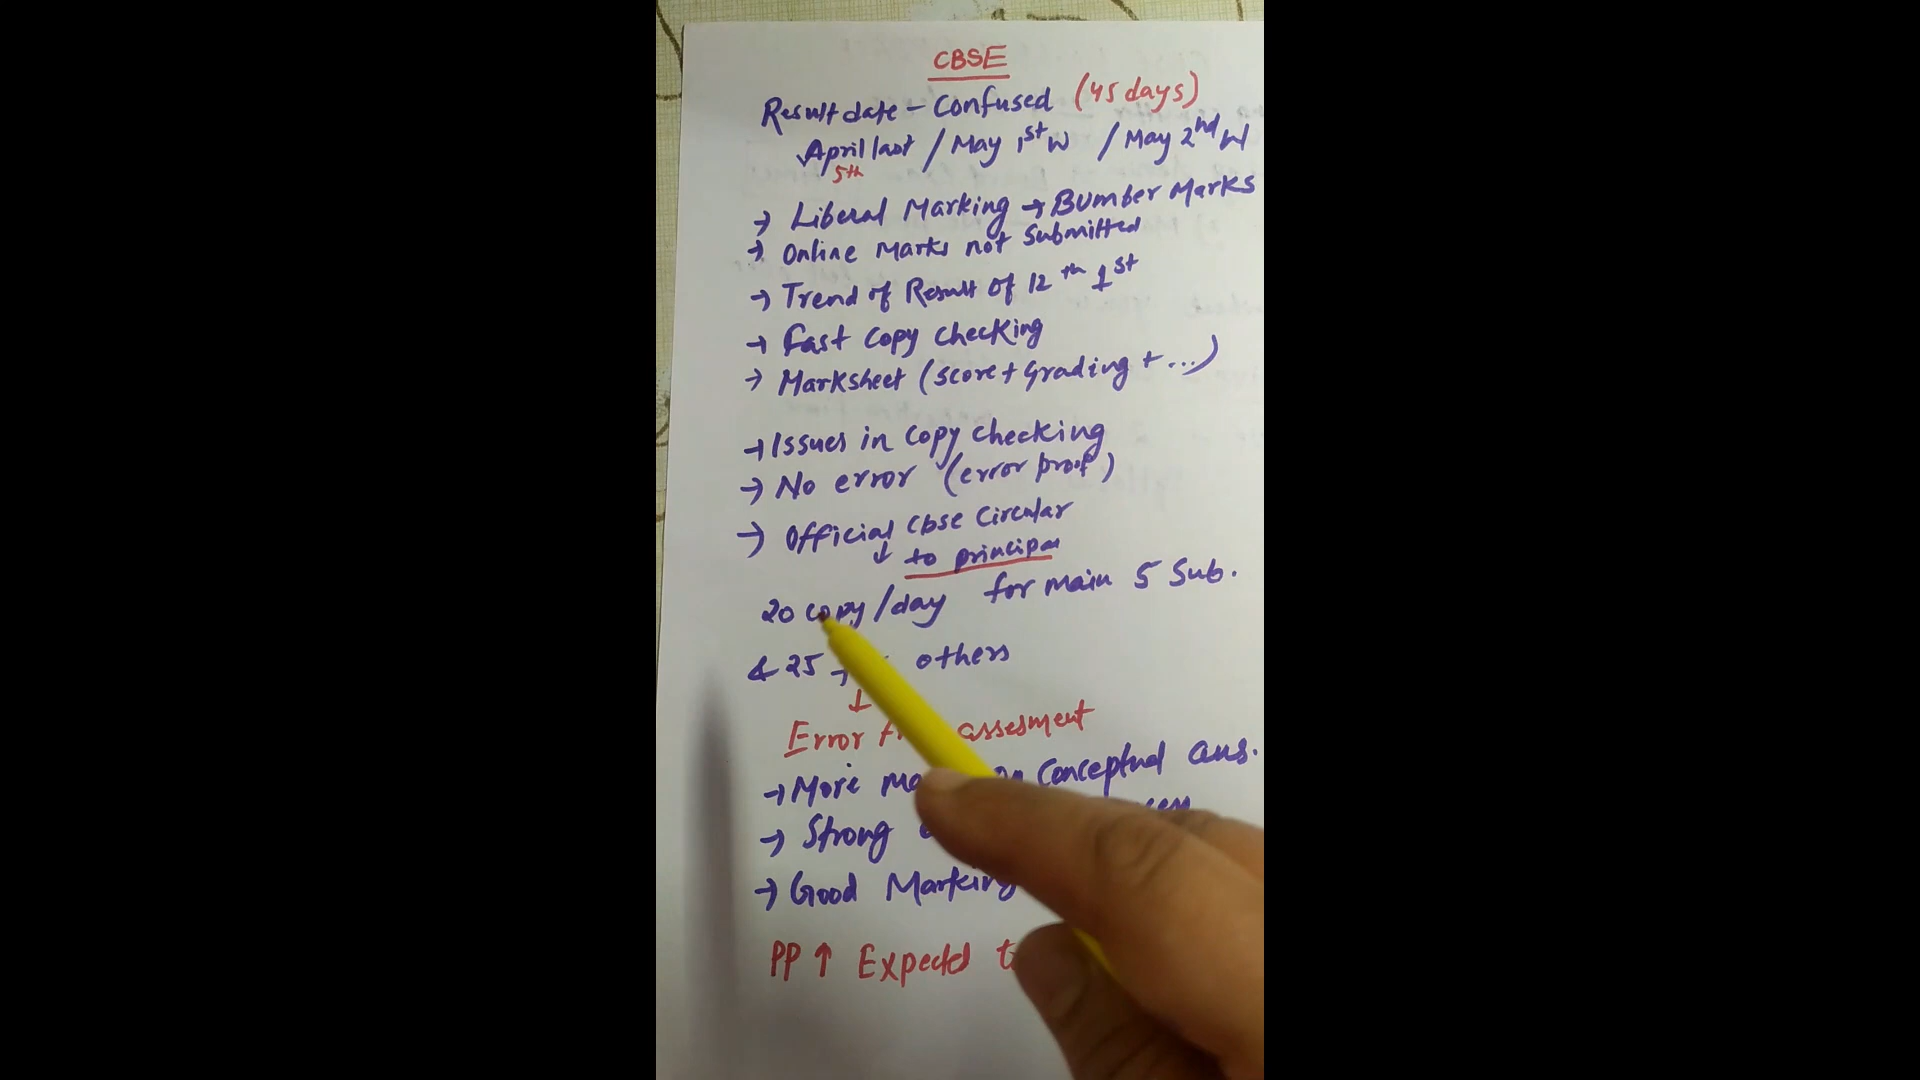 CBSE
Result date - Confused (45 days)
April last / May 1st W / May 2nd W
5th
→ Liberal Marking → Bumber Marks
→ Online Marks not Submitted
→ Trend of Result of 12th 1st
→ Fast Copy Checking
→ Marksheet (Score + Grading + ...)
→ Issues in Copy Checking
→ No error (error proof)
→ Official Cbse Circular
↓ to principal
20 copy/day for main 5 Sub.
& 25 → others
↓
Error assesment
→ More Conceptual ans.
→ Strong
→ Good Marking
PP ↑ Expected